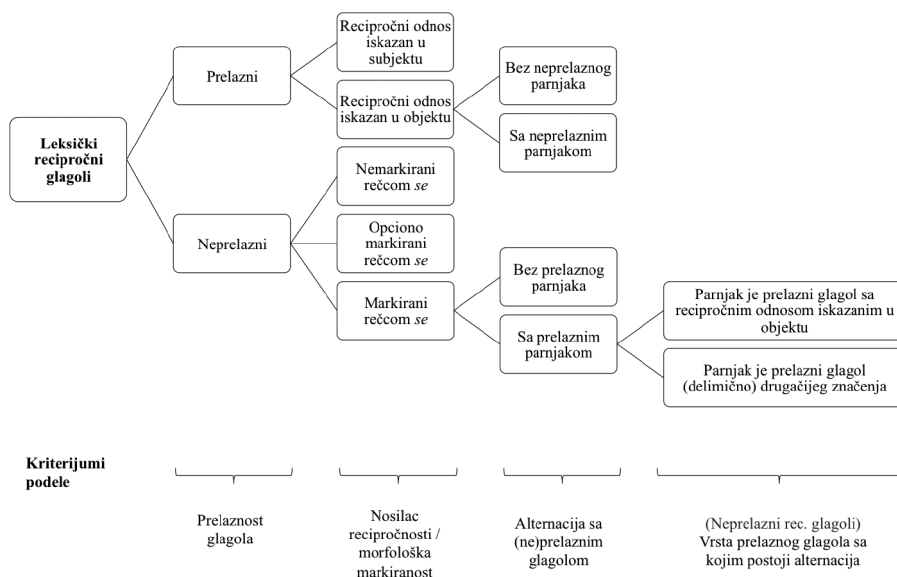 Leksički
recipročni
glagoli
Prelazni
Neprelazni
Recipročni odnos
iskazan u
subjektu
Recipročni odnos
iskazan u objektu
Nemarkirani
rečcom se
Opciono
markirani
rečcom se
Markirani
rečcom se
Bez neprelaznog
parnjaka
Sa neprelaznim
parnjakom
Bez prelaznog
parnjaka
Sa prelaznim
parnjakom
Parnjak je prelazni glagol sa
recipročnim odnosom iskazanim u
objektu
Parnjak je prelazni glagol
(delimično) drugačijeg značenja
Kriterijumi
podele
Prelaznost
glagola
Nosilac
recipročnosti /
morfološka
markiranost
Alternacija sa
(ne)prelaznim
glagolom
(Neprelazni rec. glagoli)
Vrsta prelaznog glagola sa
kojim postoji alternacija